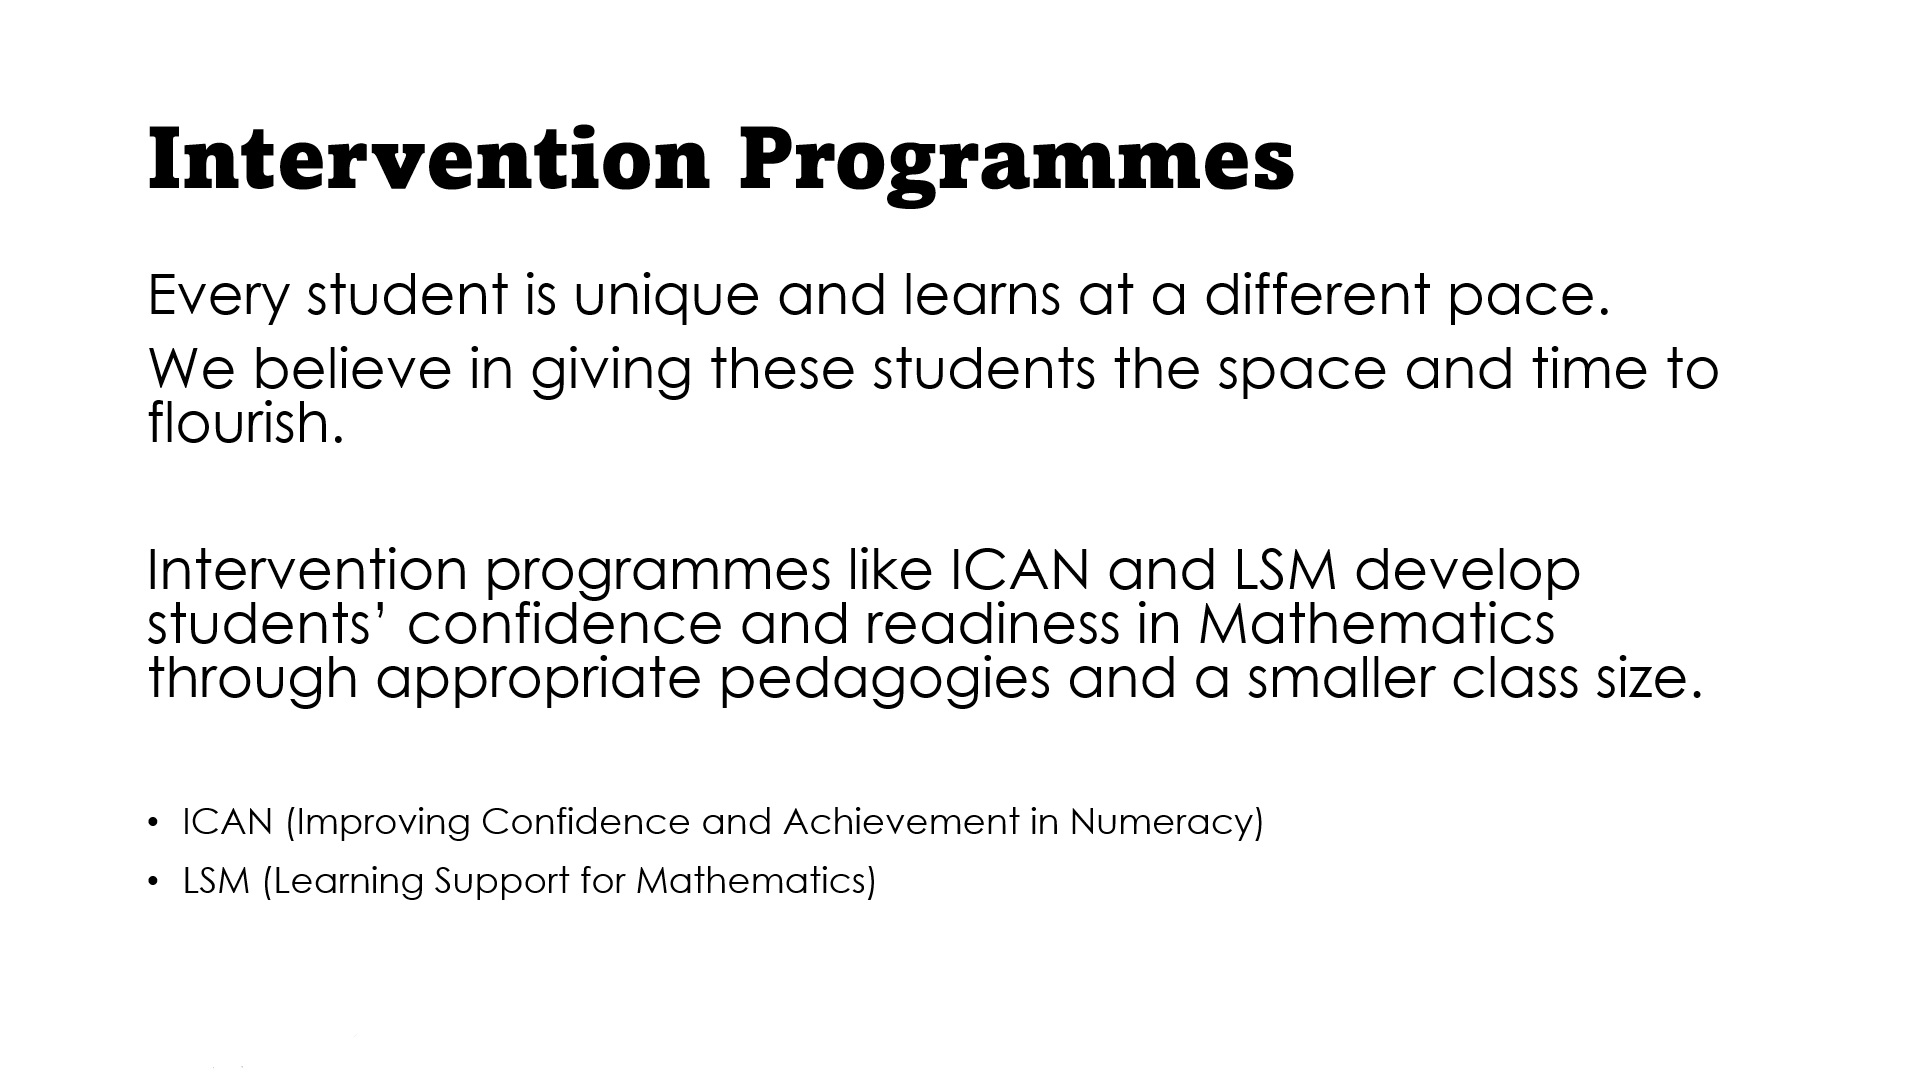 Intervention Programmes
Every student is unique and learns at a different pace.
We believe in giving these students the space and time to
flourish.
Intervention programmes like ICAN and LSM develop
students’ confidence and readiness in Mathematics
through appropriate pedagogies and a smaller class size.
• ICAN (Improving Confidence and Achievement in Numeracy)
• LSM (Learning Support for Mathematics)